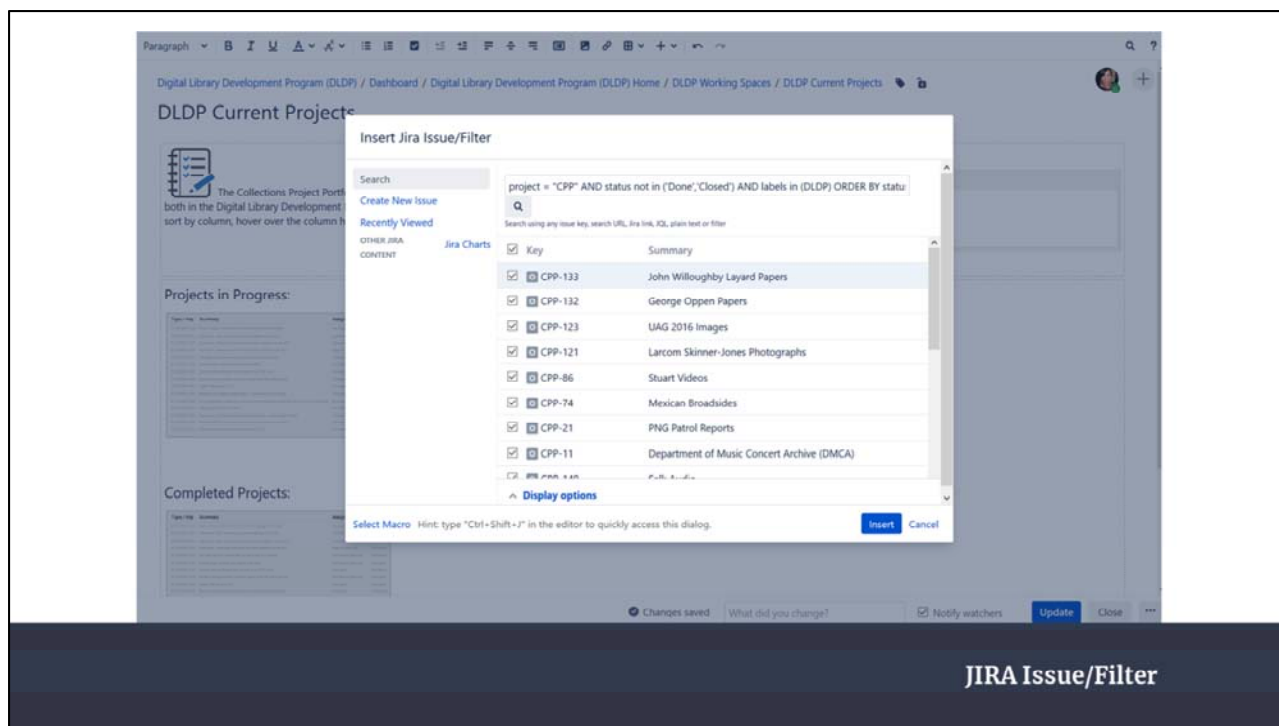 Paragraph B I U A
Digital Library Development Program (DLDP) / Dashboard / Digital Library Development Program (DLDP) Home / DLDP Working Spaces / DLDP Current Projects
DLDP Current Projects
The Collections Project Portf
both in the Digital Library Development
sort by column, hover over the column h
Projects in Progress:
Completed Projects:
Insert Jira Issue/Filter
Search
Create New Issue
Recently Viewed
OTHER JIRA CONTENT
Jira Charts
project = "CPP" AND status not in ('Done','Closed') AND labels in (DLDP) ORDER BY statu
Search using any issue key, search URL, Jira link, JQL, plain text or filter
Key Summary
CPP-133 John Willoughby Layard Papers
CPP-132 George Oppen Papers
CPP-123 UAG 2016 Images
CPP-121 Larcom Skinner-Jones Photographs
CPP-86 Stuart Videos
CPP-74 Mexican Broadsides
CPP-21 PNG Patrol Reports
CPP-11 Department of Music Concert Archive (DMCA)
Display options
Select Macro Hint: type "Ctrl+Shift+J" in the editor to quickly access this dialog.
Insert Cancel
Changes saved What did you change? Notify watchers Update Close
JIRA Issue/Filter